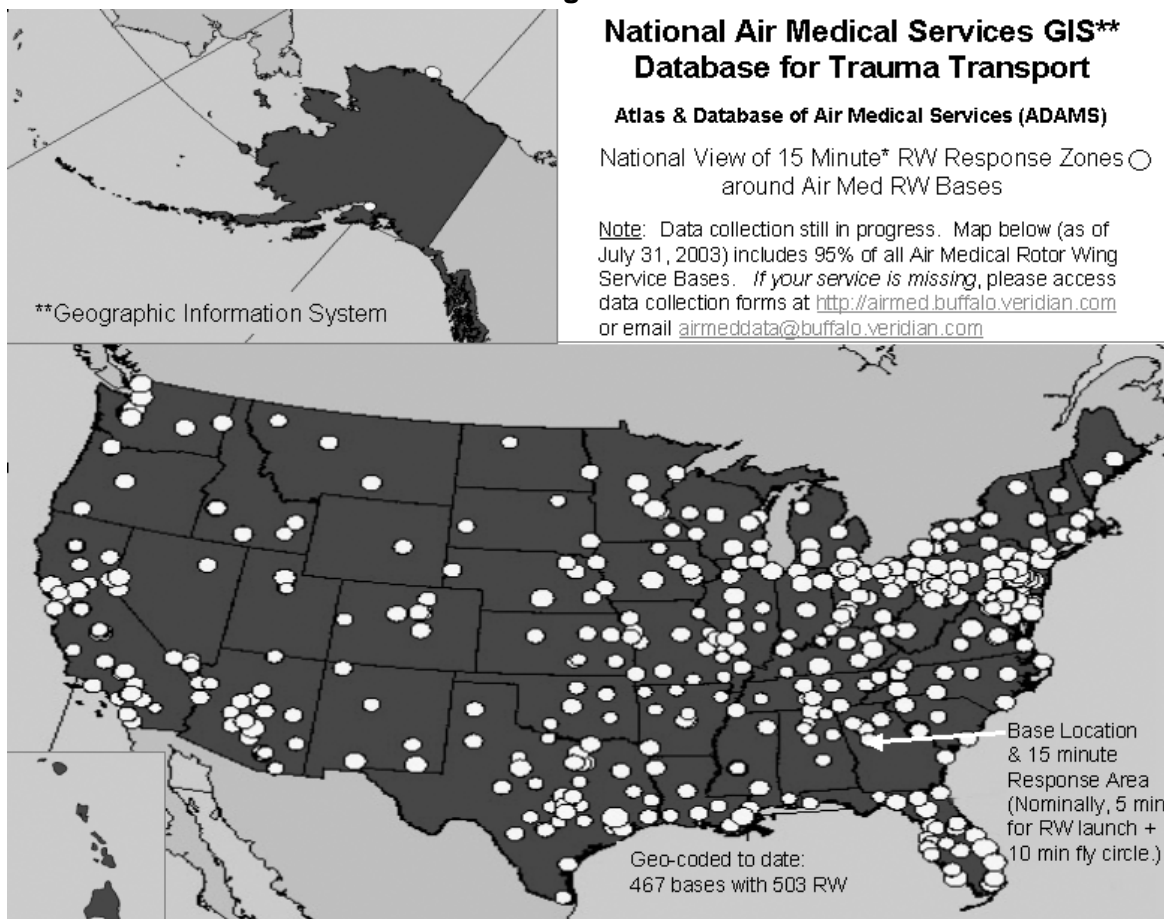 National Air Medical Services GIS**
Database for Trauma Transport
Atlas & Database of Air Medical Services (ADAMS)
National View of 15 Minute* RW Response Zones
around Air Med RW Bases
Note: Data collection still in progress. Map below (as of
July 31, 2003) includes 95% of all Air Medical Rotor Wing
Service Bases. If your service is missing, please access
data collection forms at http://airmed.buffalo.veridian.com
or email airmeddata@buffalo.veridian.com
**Geographic Information System
Base Location
& 15 minute
Response Area
(Nominally, 5 min
for RW launch +
10 min fly circle.)
Geo-coded to date:
467 bases with 503 RW